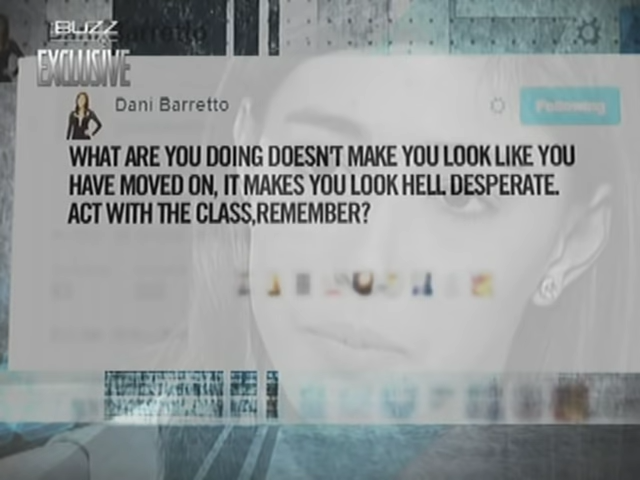 BUZZ
EXCLUSIVE
Dani Barretto
Following
WHAT ARE YOU DOING DOESN'T MAKE YOU LOOK LIKE YOU
HAVE MOVED ON, IT MAKES YOU LOOK HELL DESPERATE.
ACT WITH THE CLASS,REMEMBER?